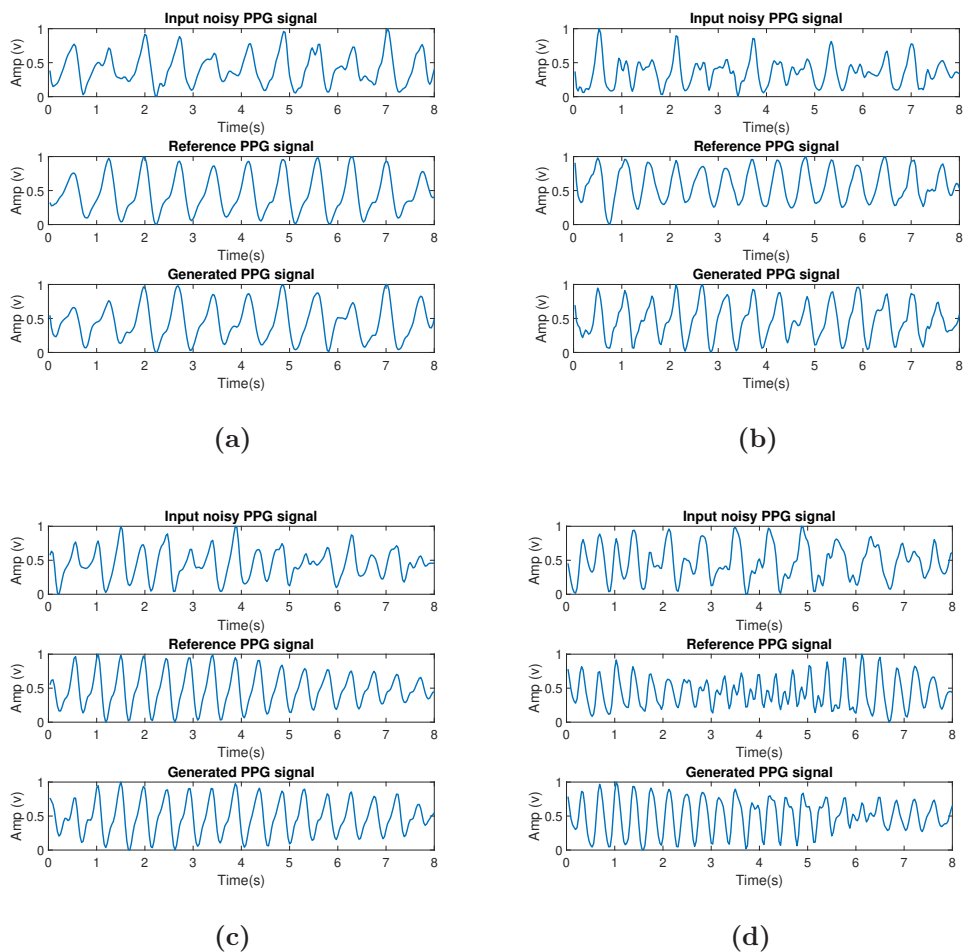 Input noisy PPG signal
Amp (v)
1
0.5
0
0 1 2 3 4 5 6 7 8
Time(s)
Reference PPG signal
Amp (v)
1
0.5
0
0 1 2 3 4 5 6 7 8
Time(s)
Generated PPG signal
Amp (v)
1
0.5
0
0 1 2 3 4 5 6 7 8
Time(s)
(a)
Input noisy PPG signal
Amp (v)
1
0.5
0
0 1 2 3 4 5 6 7 8
Time(s)
Reference PPG signal
Amp (v)
1
0.5
0
0 1 2 3 4 5 6 7 8
Time(s)
Generated PPG signal
Amp (v)
1
0.5
0
0 1 2 3 4 5 6 7 8
Time(s)
(b)
Input noisy PPG signal
Amp (v)
1
0.5
0
0 1 2 3 4 5 6 7 8
Time(s)
Reference PPG signal
Amp (v)
1
0.5
0
0 1 2 3 4 5 6 7 8
Time(s)
Generated PPG signal
Amp (v)
1
0.5
0
0 1 2 3 4 5 6 7 8
Time(s)
(c)
Input noisy PPG signal
Amp (v)
1
0.5
0
0 1 2 3 4 5 6 7 8
Time(s)
Reference PPG signal
Amp (v)
1
0.5
0
0 1 2 3 4 5 6 7 8
Time(s)
Generated PPG signal
Amp (v)
1
0.5
0
0 1 2 3 4 5 6 7 8
Time(s)
(d)